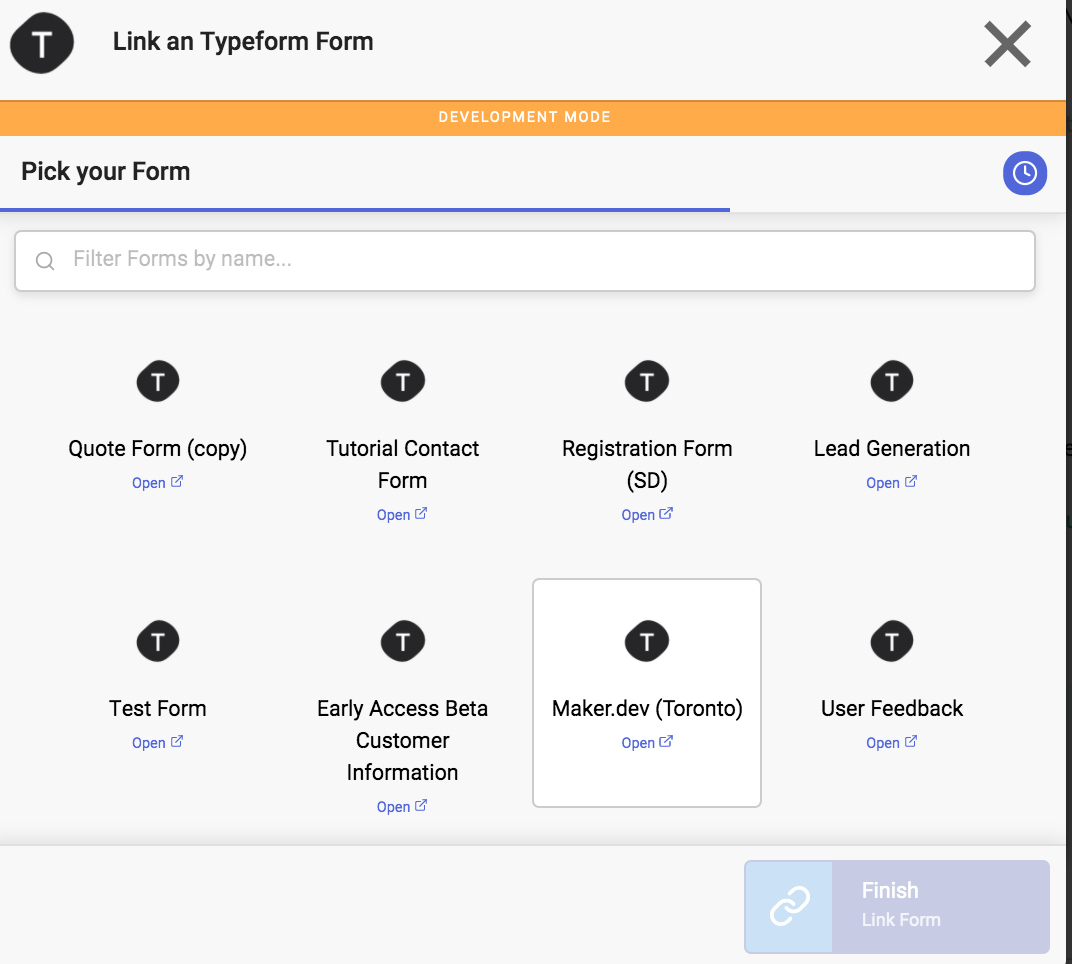 T
Link an Typeform Form
DEVELOPMENT MODE
Pick your Form
Filter Forms by name...
T T T T
Quote Form (copy) Tutorial Contact Registration Form Lead Generation
Open Form (SD) Open
Open Open
T T T T
Test Form Early Access Beta Maker.dev (Toronto) User Feedback
Open Customer Open Open
Information
Open
Finish
Link Form